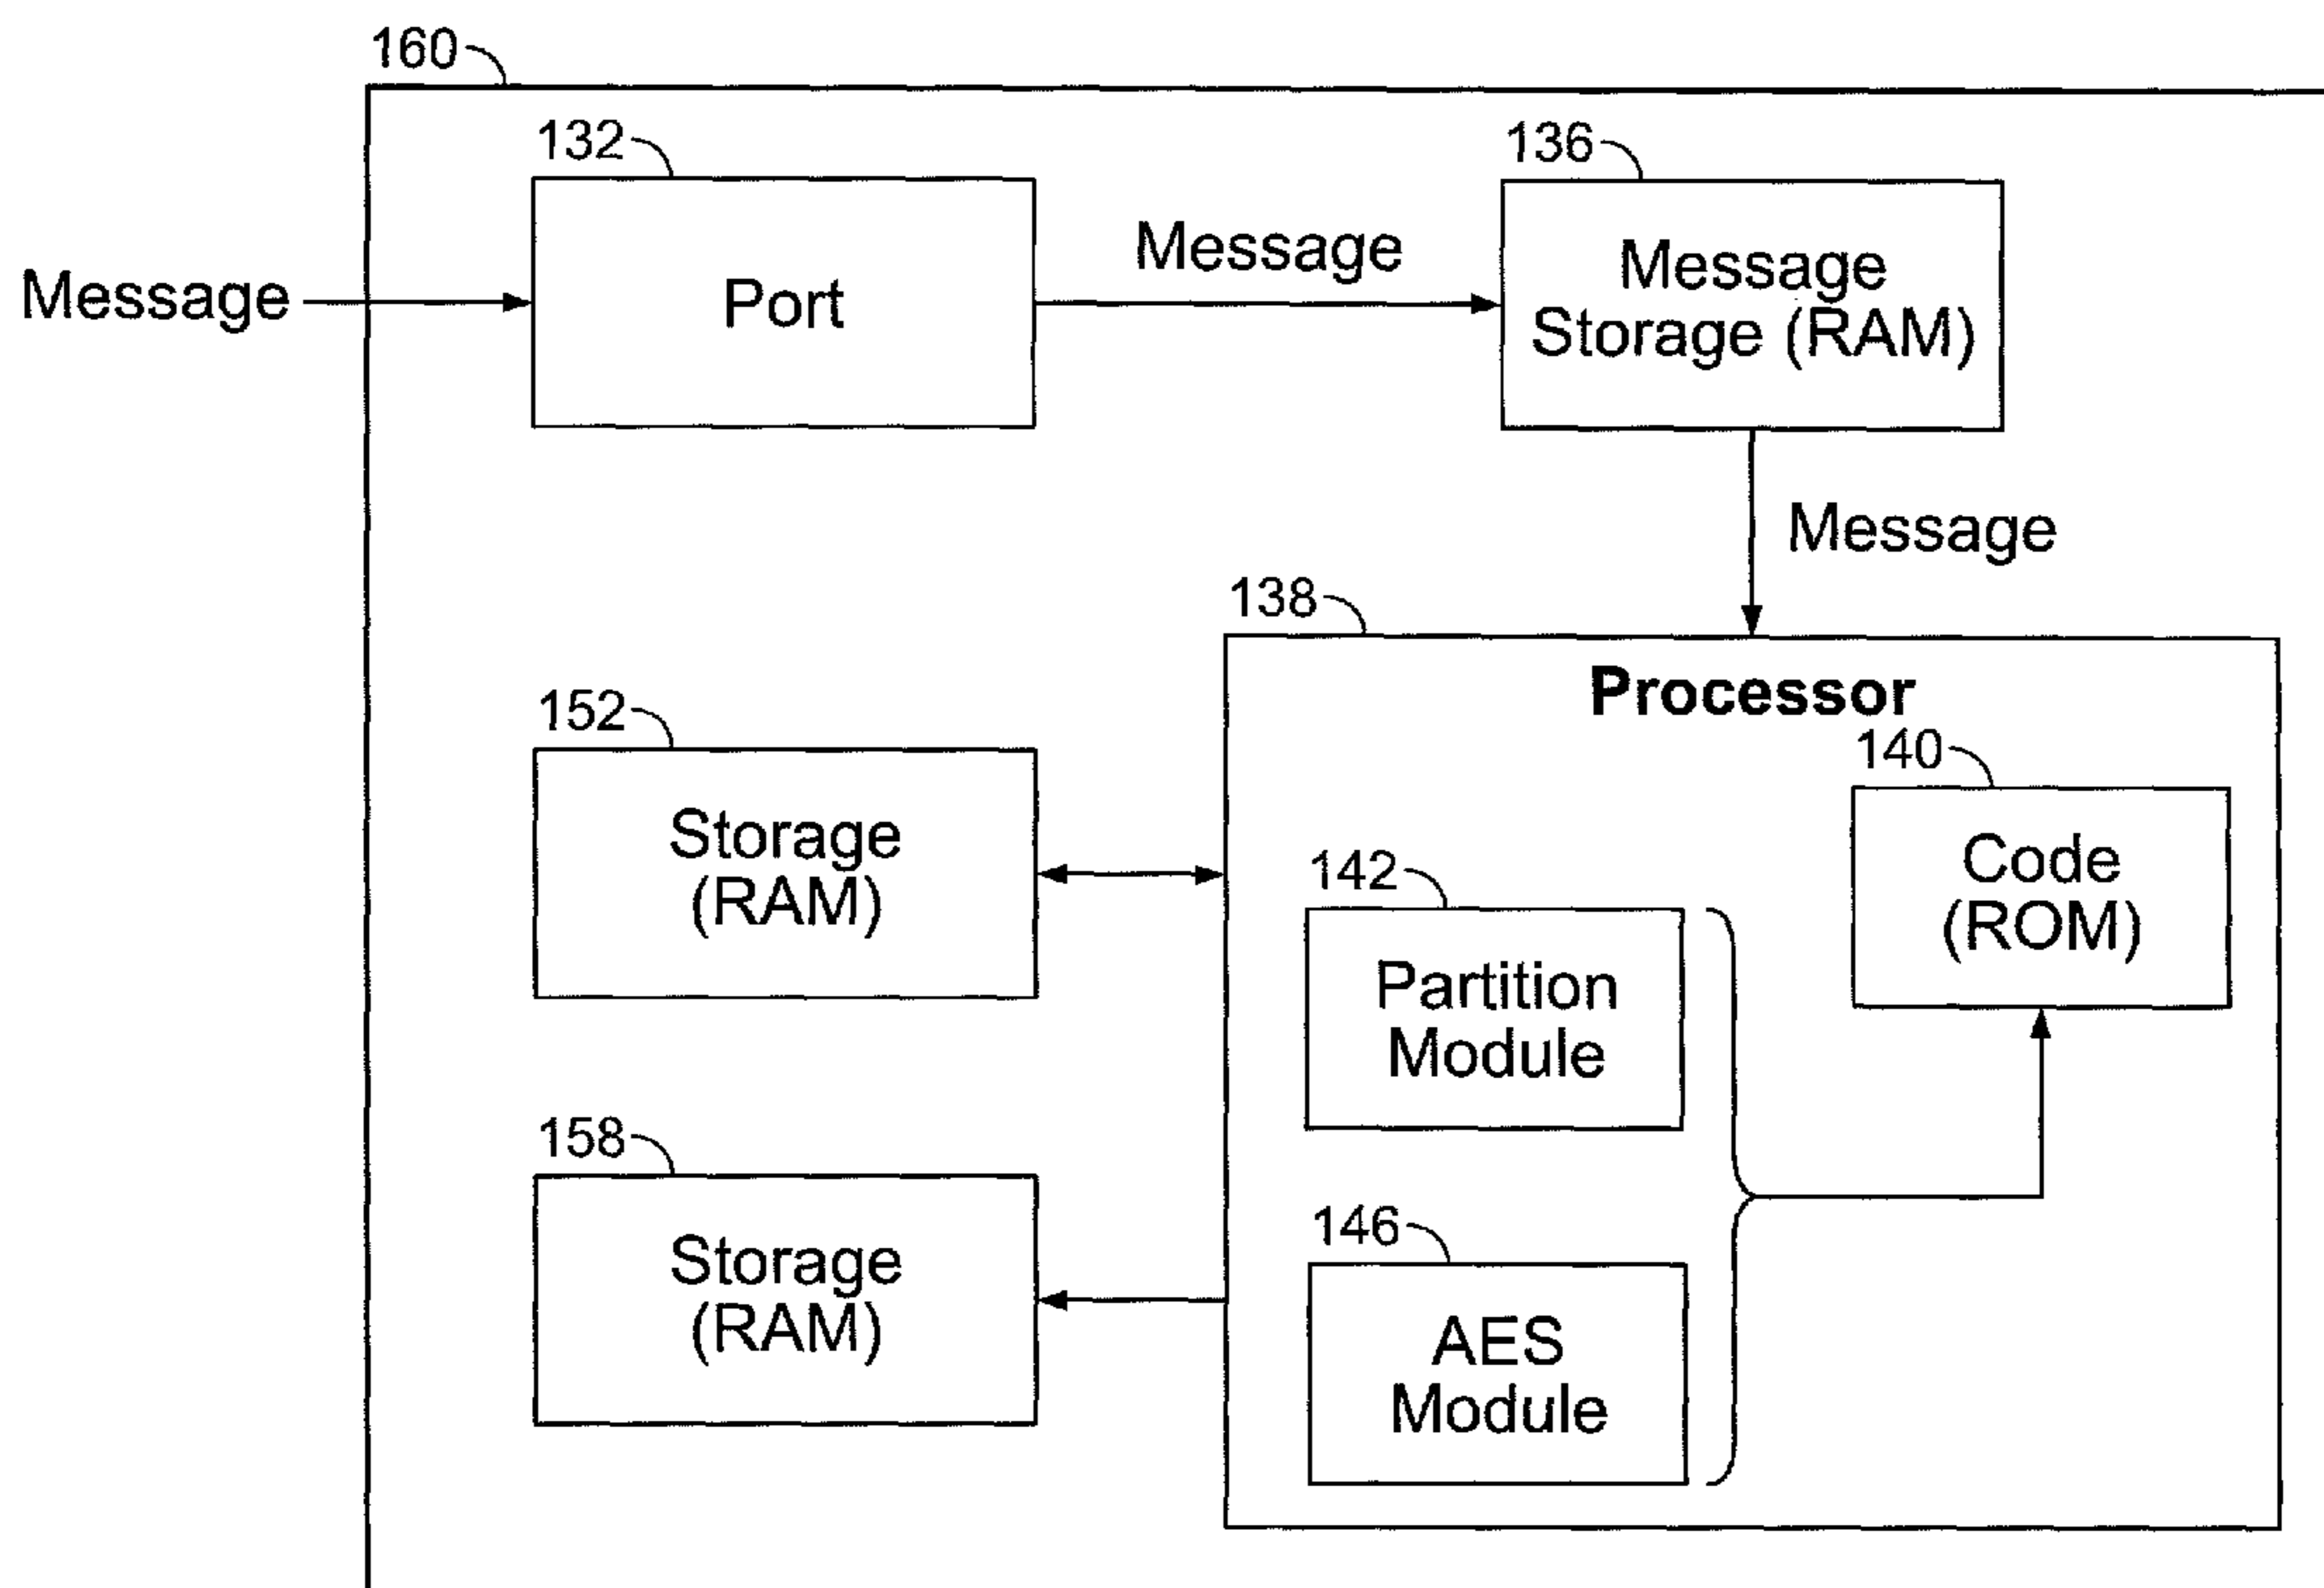 160
132
136
Message
Port
Message
Message
Storage (RAM)
Message
138
Processor
152
Storage
(RAM)
140
Code
(ROM)
142
Partition
Module
158
Storage
(RAM)
146
AES
Module